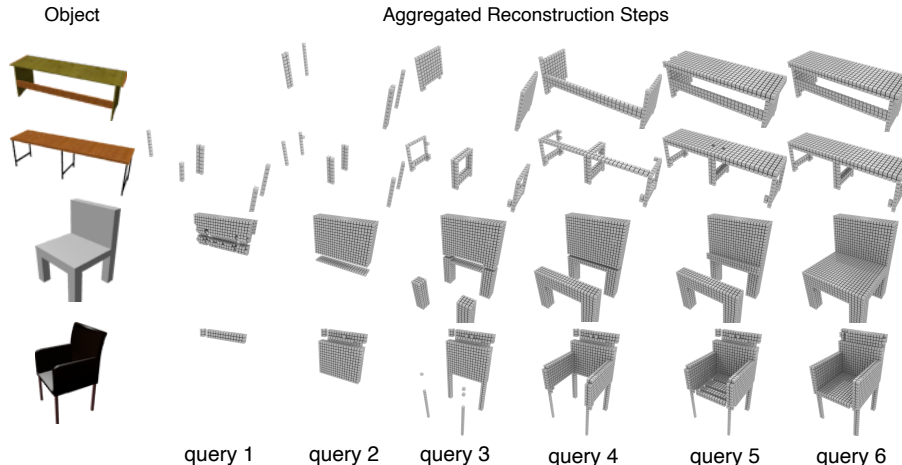 Object
Aggregated Reconstruction Steps
query 1
query 2
query 3
query 4
query 5
query 6